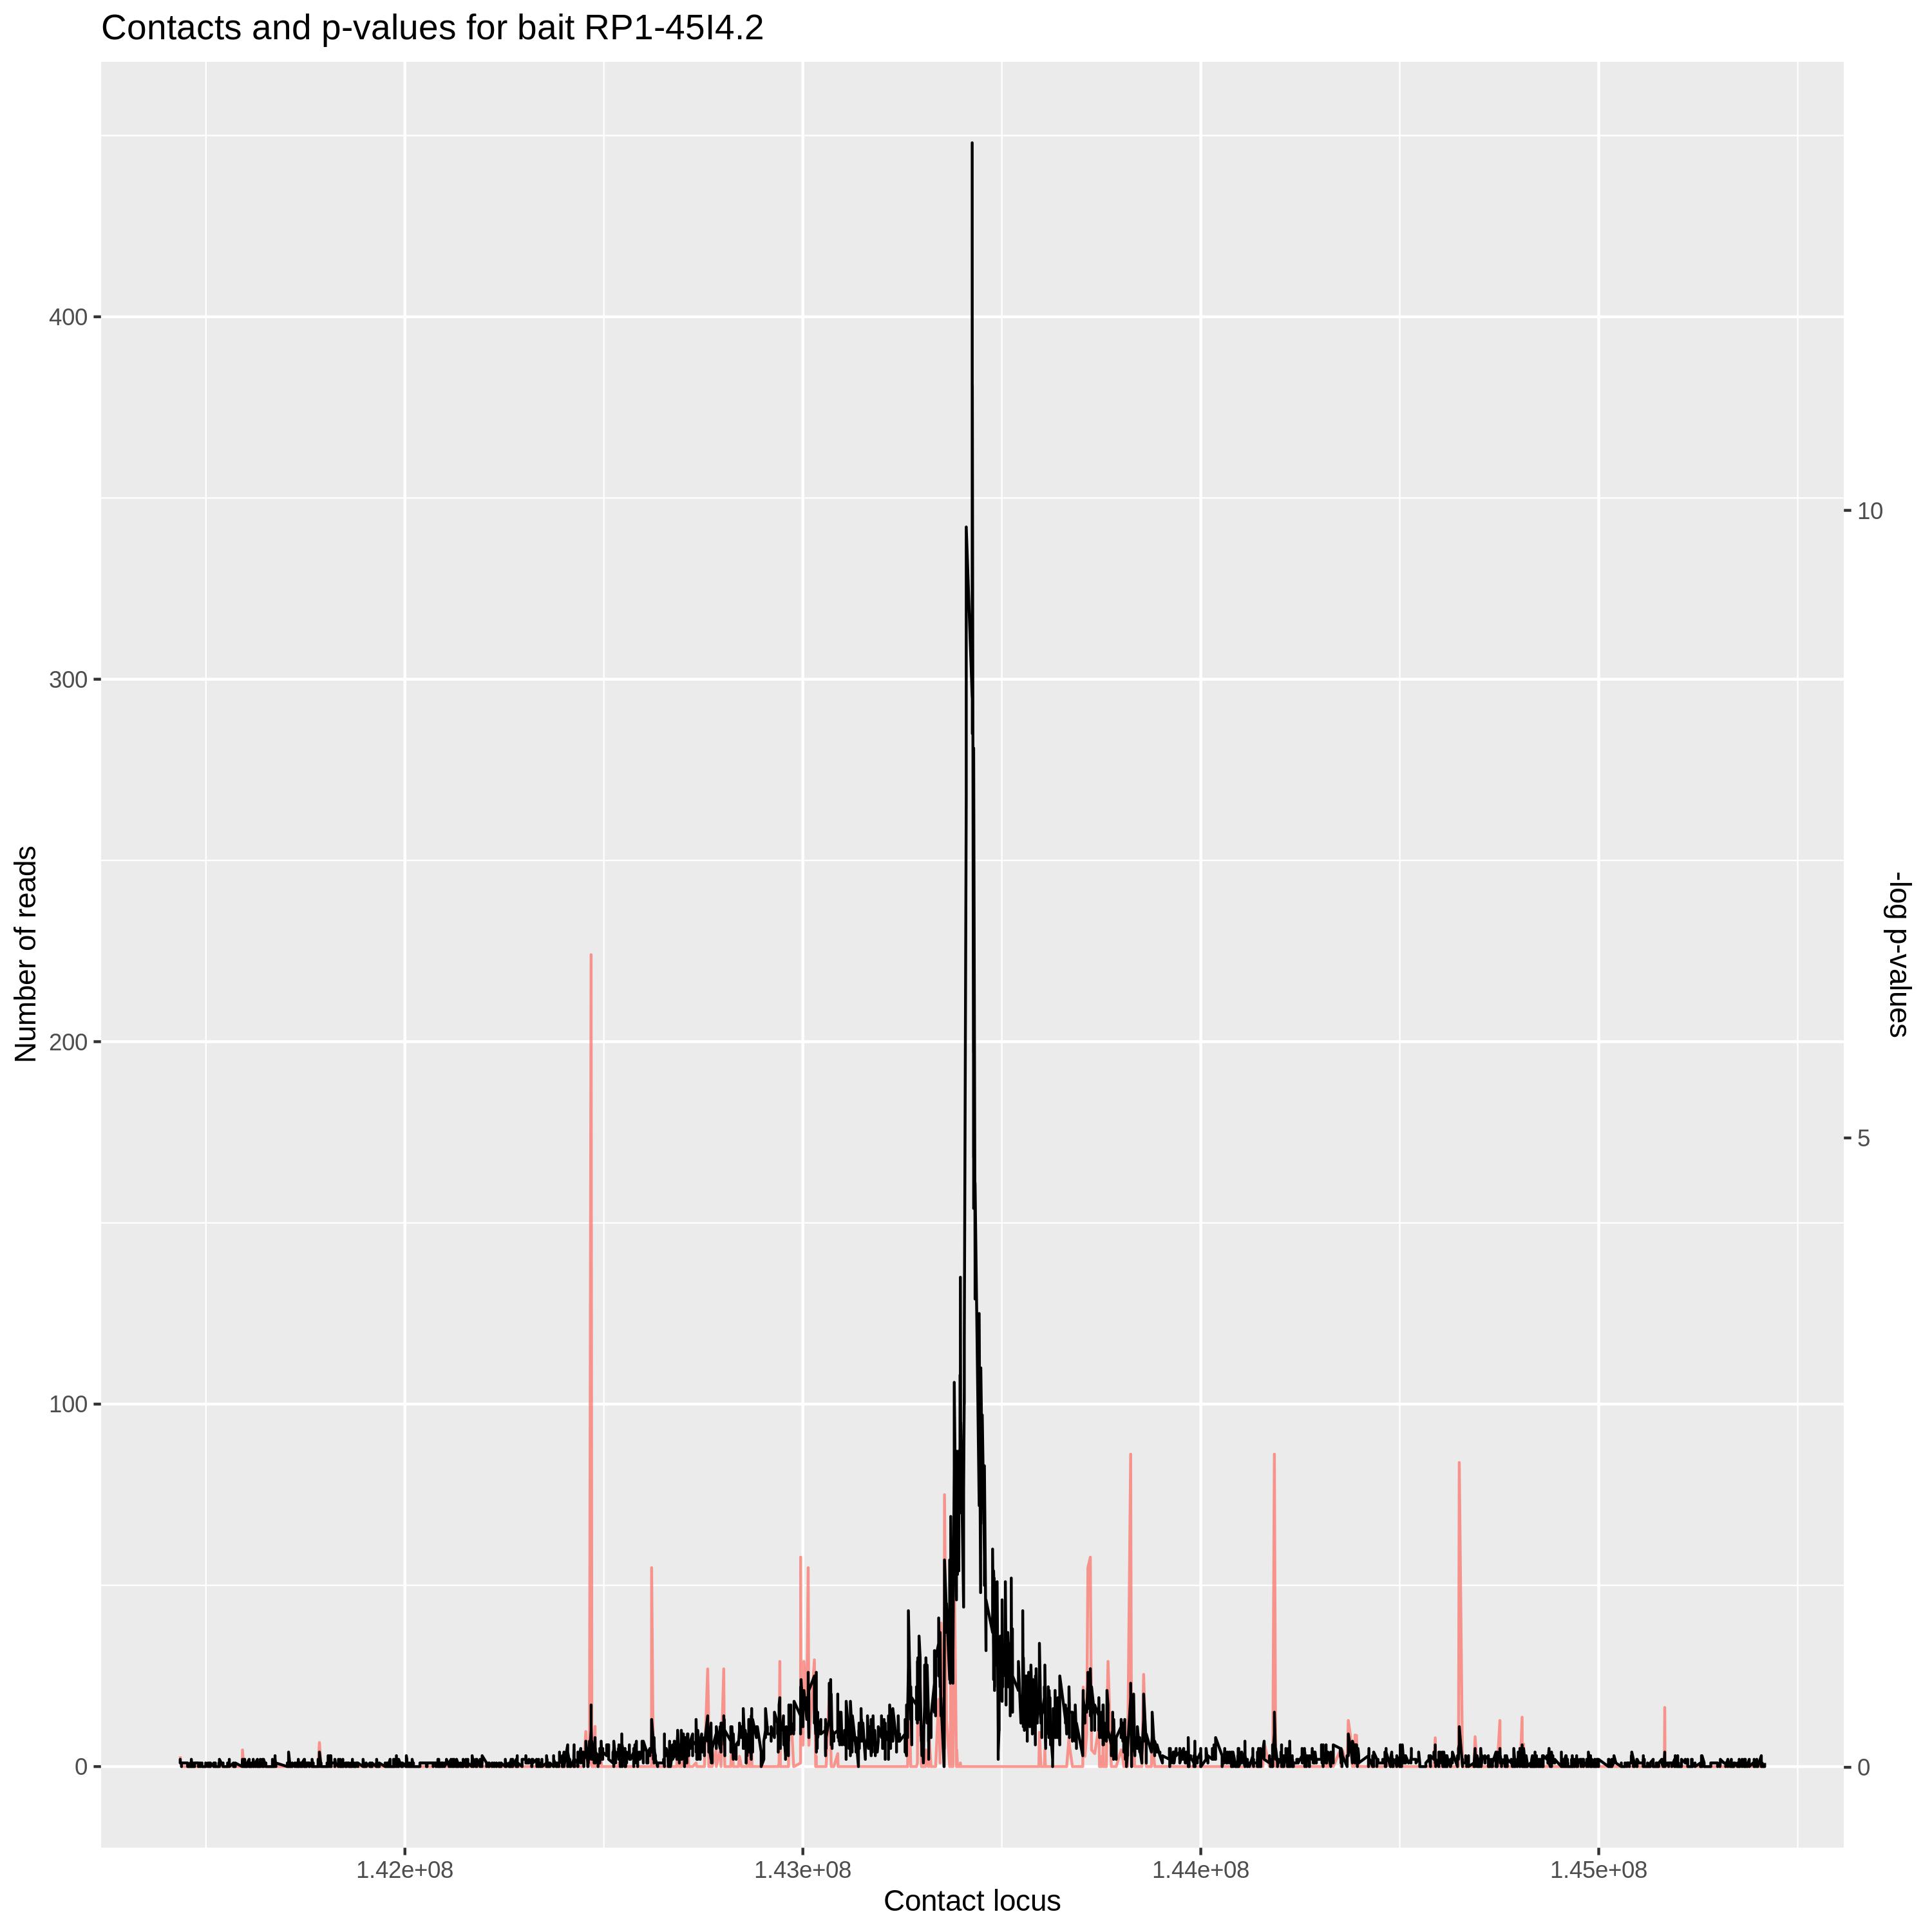 Contacts and p-values for bait RP1-45I4.2
400
300
200
100
0
Number of reads
10
5
0
-log p-values
1.42e+08 1.43e+08 1.44e+08 1.45e+08
Contact locus